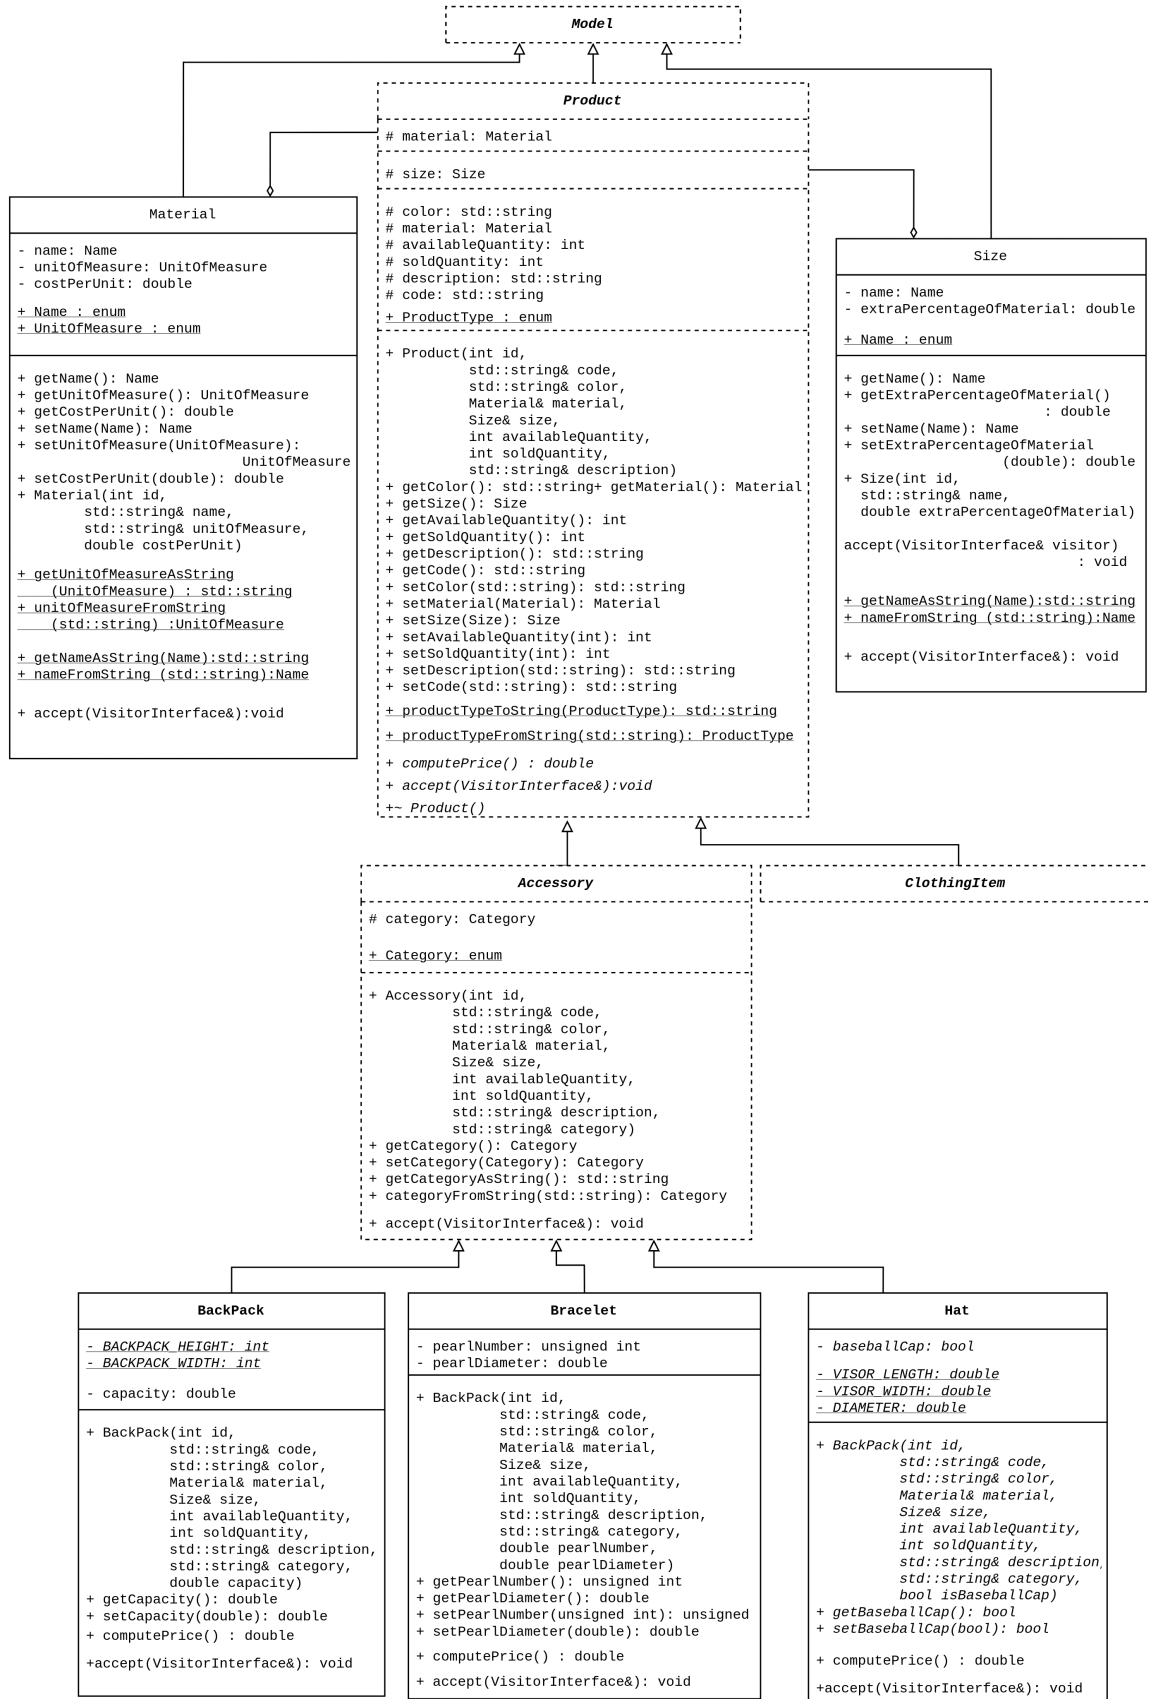 Model
Product
# material: Material
# size: Size
# color: std::string
# material: Material
# availableQuantity: int
# soldQuantity: int
# description: std::string
# code: std::string
+ ProductType : enum
+ Product(int id,
std::string& code,
std::string& color,
Material& material,
Size& size,
int availableQuantity,
int soldQuantity,
std::string& description)
+ getColor(): std::string+ getMaterial(): Material
+ getSize(): Size
+ getAvailableQuantity(): int
+ getSoldQuantity(): int
+ getDescription(): std::string
+ getCode(): std::string
+ setColor(std::string): std::string
+ setMaterial(Material): Material
+ setSize(Size): Size
+ setAvailableQuantity(int): int
+ setSoldQuantity(int): int
+ setDescription(std::string): std::string
+ setCode(std::string): std::string
+ productTypeToString(ProductType): std::string
+ productTypeFromString(std::string): ProductType
+ computePrice() : double
+ accept(VisitorInterface&):void
+~ Product()
Material
- name: Name
- unitOfMeasure: UnitOfMeasure
- costPerUnit: double
+ Name : enum
+ UnitOfMeasure : enum
+ getName(): Name
+ getUnitOfMeasure(): UnitOfMeasure
+ getCostPerUnit(): double
+ setName(Name): Name
+ setUnitOfMeasure(UnitOfMeasure):
UnitOfMeasure
+ setCostPerUnit(double): double
+ Material(int id,
std::string& name,
std::string& unitOfMeasure,
double costPerUnit)
+ getUnitOfMeasureAsString
(UnitOfMeasure) : std::string
+ unitOfMeasureFromString
(std::string) :UnitOfMeasure
+ getNameAsString(Name):std::string
+ nameFromString (std::string):Name
+ accept(VisitorInterface&):void
Size
- name: Name
- extraPercentageOfMaterial: double
+ Name : enum
+ getName(): Name
+ getExtraPercentageOfMaterial()
: double
+ setName(Name): Name
+ setExtraPercentageOfMaterial
(double): double
+ Size(int id,
std::string& name,
double extraPercentageOfMaterial)
accept(VisitorInterface& visitor)
: void
+ getNameAsString(Name):std::string
+ nameFromString (std::string):Name
+ accept(VisitorInterface&): void
Accessory
# category: Category
+ Category: enum
+ Accessory(int id,
std::string& code,
std::string& color,
Material& material,
Size& size,
int availableQuantity,
int soldQuantity,
std::string& description,
std::string& category)
+ getCategory(): Category
+ setCategory(Category): Category
+ getCategoryAsString(): std::string
+ categoryFromString(std::string): Category
+ accept(VisitorInterface&): void
ClothingItem
BackPack
- BACKPACK_HEIGHT: int
- BACKPACK_WIDTH: int
- capacity: double
+ BackPack(int id,
std::string& code,
std::string& color,
Material& material,
Size& size,
int availableQuantity,
int soldQuantity,
std::string& description,
std::string& category,
double capacity)
+ getCapacity(): double
+ setCapacity(double): double
+ computePrice() : double
+accept(VisitorInterface&): void
Bracelet
- pearlNumber: unsigned int
- pearlDiameter: double
+ BackPack(int id,
std::string& code,
std::string& color,
Material& material,
Size& size,
int availableQuantity,
int soldQuantity,
std::string& description,
std::string& category,
double pearlNumber,
double pearlDiameter)
+ getPearlNumber(): unsigned int
+ getPearlDiameter(): double
+ setPearlNumber(unsigned int): unsigned
+ setPearlDiameter(double): double
+ computePrice() : double
+ accept(VisitorInterface&): void
Hat
- baseballCap: bool
- VISOR_LENGTH: double
- VISOR_WIDTH: double
- DIAMETER: double
+ BackPack(int id,
std::string& code,
std::string& color,
Material& material,
Size& size,
int availableQuantity,
int soldQuantity,
std::string& description,
std::string& category,
bool isBaseballCap)
+ getBaseballCap(): bool
+ setBaseballCap(bool): bool
+ computePrice() : double
+accept(VisitorInterface&): void